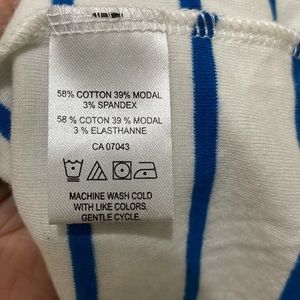 58% COTTON 39% MODAL
3% SPANDEX
58 % COTON 39 % MODAL
3 % ELASTHANNE
CA 07043
MACHINE WASH COLD
WITH LIKE COLORS,
GENTLE CYCLE.